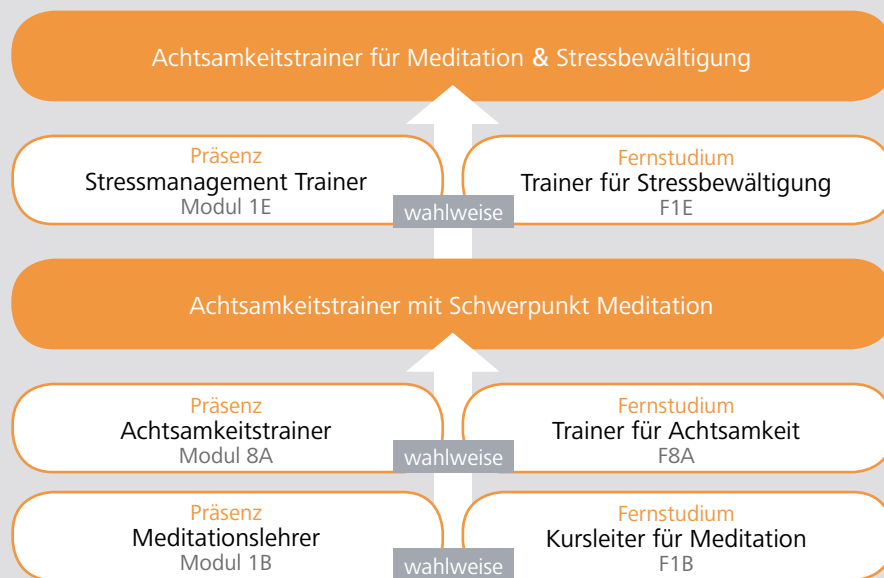 Achtsamkeitstrainer für Meditation & Stressbewältigung
Präsenz
Stressmanagement Trainer
Modul 1E
wahlweise
Fernstudium
Trainer für Stressbewältigung
F1E
Achtsamkeitstrainer mit Schwerpunkt Meditation
Präsenz
Achtsamkeitstrainer
Modul 8A
wahlweise
Fernstudium
Trainer für Achtsamkeit
F8A
Präsenz
Meditationslehrer
Modul 1B
wahlweise
Fernstudium
Kursleiter für Meditation
F1B